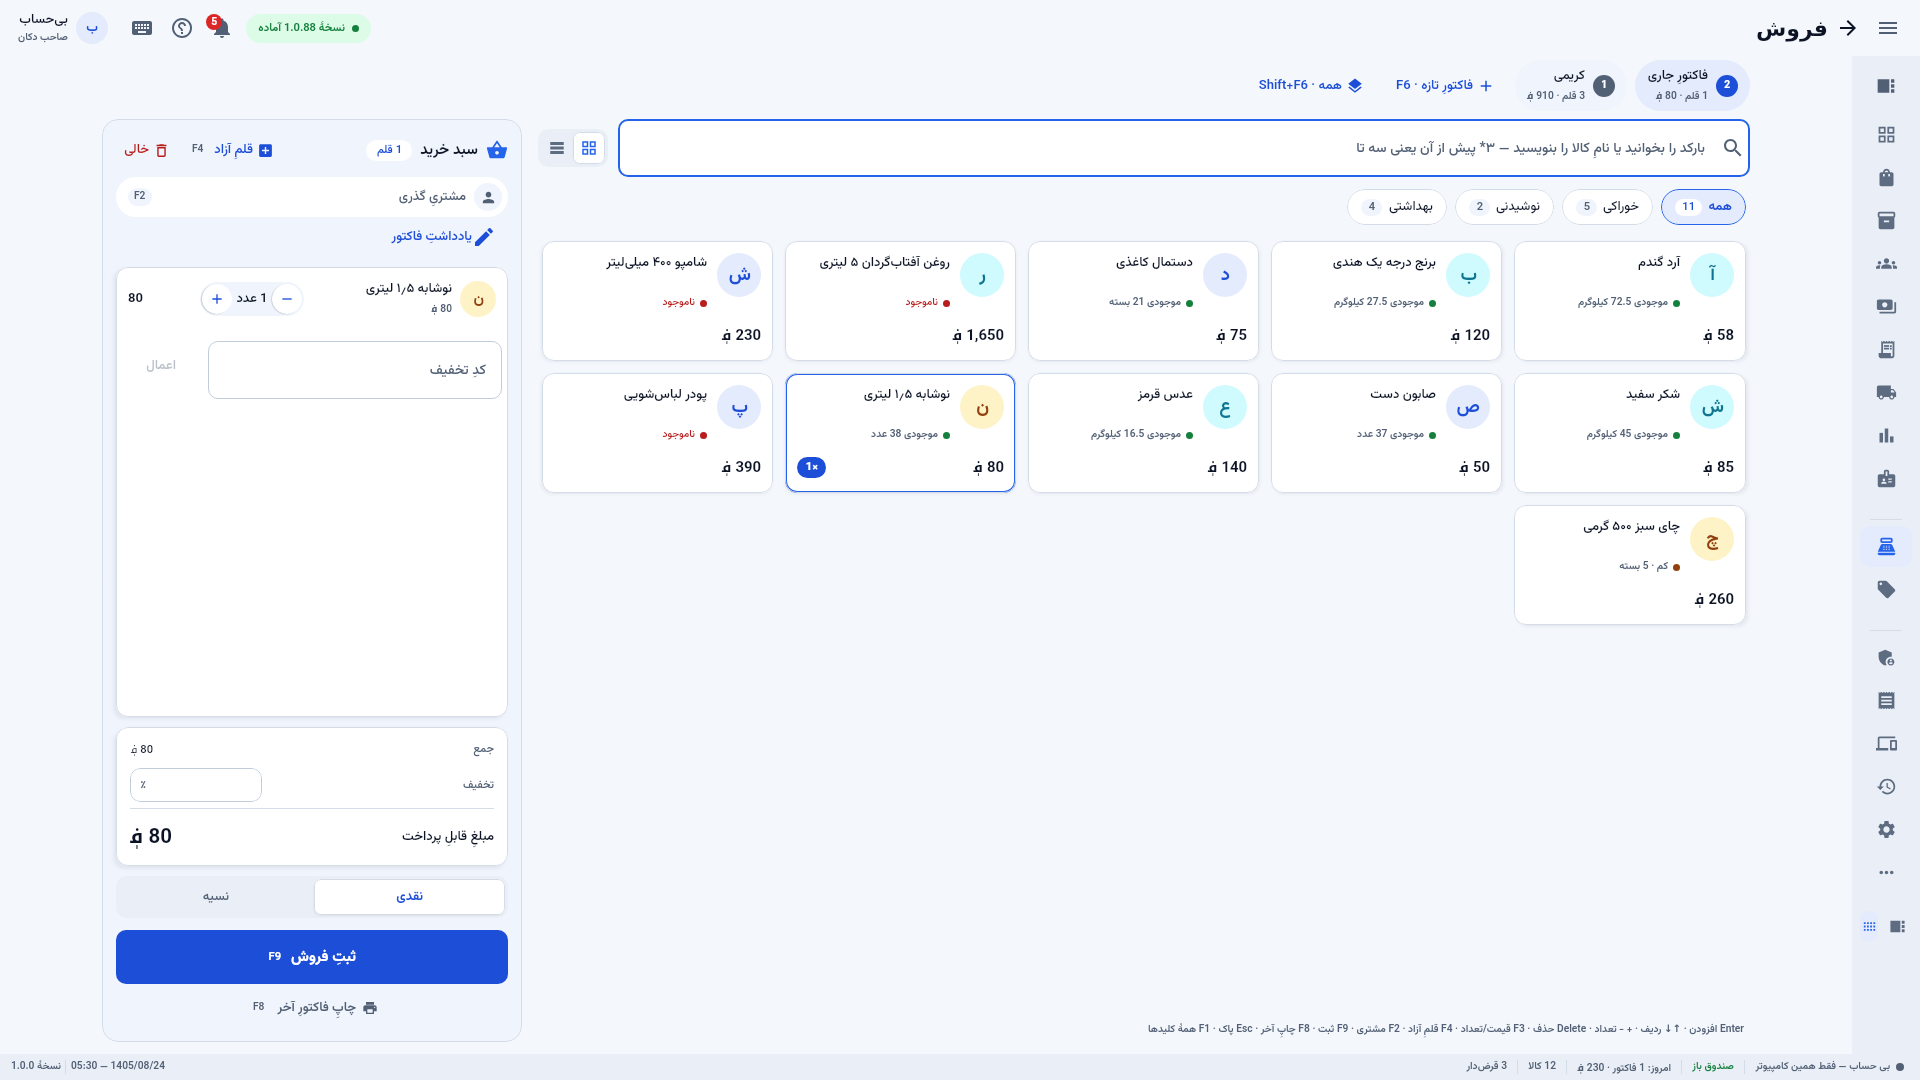 فروش
نسخهٔ 1.0.88 آماده
5
ب
بی‌حساب
صاحب دکان
2
فاکتورِ جاری
1 قلم · 80 ؋
1
کریمی
3 قلم · 910 ؋
فاکتورِ تازه · F6
همه · Shift+F6
بارکد را بخوانید یا نامِ کالا را بنویسید — ۳* پیش از آن یعنی سه تا
همه 11
خوراکی 5
نوشیدنی 2
بهداشتی 4
آ
آرد گندم
موجودی 72.5 کیلوگرم
58 ؋
ب
برنج درجه یک هندی
موجودی 27.5 کیلوگرم
120 ؋
د
دستمال کاغذی
موجودی 21 بسته
75 ؋
ر
روغن آفتاب‌گردان ۵ لیتری
ناموجود
1,650 ؋
ش
شامپو ۴۰۰ میلی‌لیتر
ناموجود
230 ؋
ش
شکر سفید
موجودی 45 کیلوگرم
85 ؋
ص
صابون دست
موجودی 37 عدد
50 ؋
ع
عدس قرمز
موجودی 16.5 کیلوگرم
140 ؋
ن
نوشابه ۱٫۵ لیتری
موجودی 38 عدد
80 ؋
1×
پ
پودر لباس‌شویی
ناموجود
390 ؋
چ
چای سبز ۵۰۰ گرمی
کم · 5 بسته
260 ؋
سبد خرید
1 قلم
قلمِ آزاد F4
خالی
مشتریِ گذری
F2
یادداشتِ فاکتور
ن
نوشابه ۱٫۵ لیتری
80 ؋
− 1 عدد +
80
کدِ تخفیف
اعمال
جمع
80 ؋
تخفیف
٪
مبلغِ قابلِ پرداخت
80 ؋
نقدی
نسیه
ثبتِ فروش F9
چاپِ فاکتورِ آخر F8
Enter افزودن · ↑↓ ردیف · + − تعداد · Delete حذف · F3 قیمت/تعداد · F4 قلمِ آزاد · F2 مشتری · F9 ثبت · F8 چاپِ آخر · Esc پاک · F1 همهٔ کلیدها
بی حساب — فقط همین کامپیوتر
صندوق باز
امروز: 1 فاکتور · 230 ؋
12 کالا
3 قرض‌دار
1405/08/24 — 05:30
نسخهٔ 1.0.0